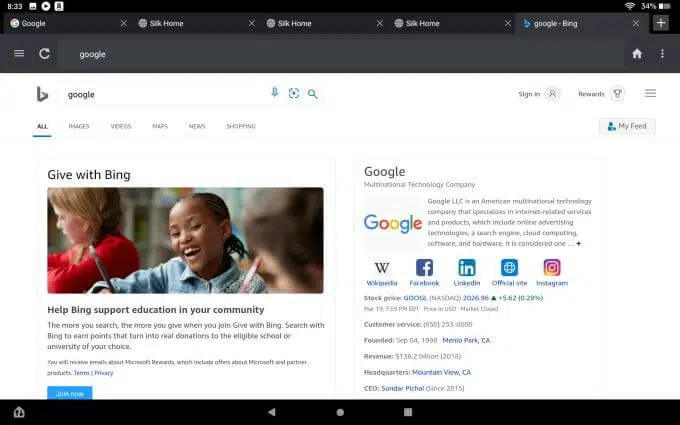 8:33
34%
Google
Silk Home
Silk Home
Silk Home
google - Bing
google
google
Sign in
Rewards
ALL
IMAGES
VIDEOS
MAPS
NEWS
SHOPPING
My Feed
Give with Bing
Help Bing support education in your community
The more you search, the more you give when you join Give with Bing. Search with
Bing to earn points that turn into real donations to the eligible school or
university of your choice.
You will receive emails about Microsoft Rewards, which include offers about Microsoft and partner
products. Terms | Privacy
Join now
Google
Multinational Technology Company
Google
Google LLC is an American multinational technology
company that specializes in internet-related services
and products, which include online advertising
technologies, a search engine, cloud computing,
software, and hardware. It is considered one ... +
W
Wikipedia
Facebook
LinkedIn
Official site
Instagram
Stock price: GOOGL (NASDAQ) 2026.96 ▲ +5.62 (0.28%)
Mar 19, 7:59 PM EDT · Price in USD · Market Closed
Customer service: (650) 253-0000
Founded: Sep 04, 1998 · Menlo Park, CA
Revenue: $136.2 billion (2018)
Headquarters: Mountain View, CA
CEO: Sundar Pichai (Since 2015)